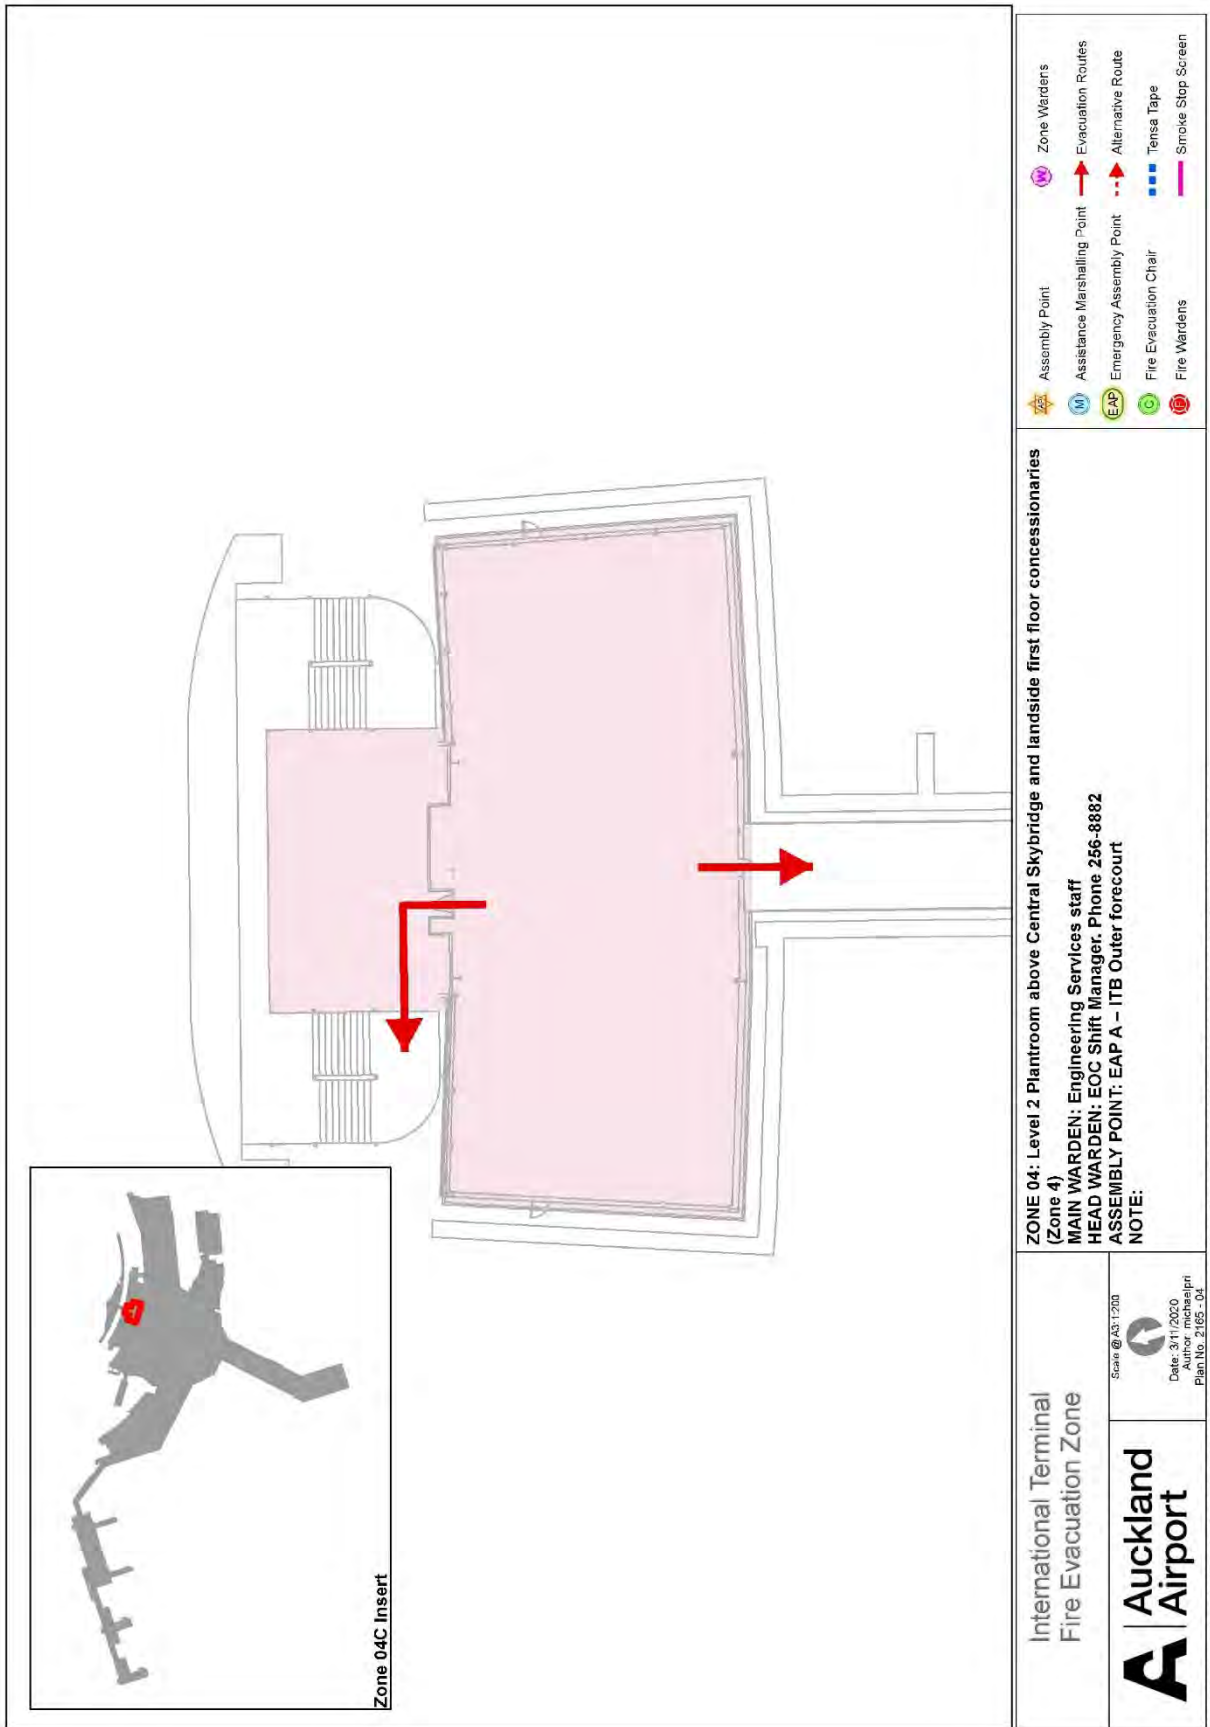 Zone 04C Insert
International Terminal
Fire Evacuation Zone
A Auckland
Airport
Scale @ A3-1:200
Date: 3/11/2020
Author: michaelpri
Plan No. 2165 - 04
ZONE 04: Level 2 Plantroom above Central Skybridge and landside first floor concessionaries
(Zone 4)
MAIN WARDEN: Engineering Services staff
HEAD WARDEN: EOC Shift Manager. Phone 256-8882
ASSEMBLY POINT: EAP A – ITB Outer forecourt
NOTE:
Assembly Point
M Assistance Marshalling Point
EAP Emergency Assembly Point
C Fire Evacuation Chair
F Fire Wardens
W Zone Wardens
Evacuation Routes
Alternative Route
Tensa Tape
Smoke Stop Screen